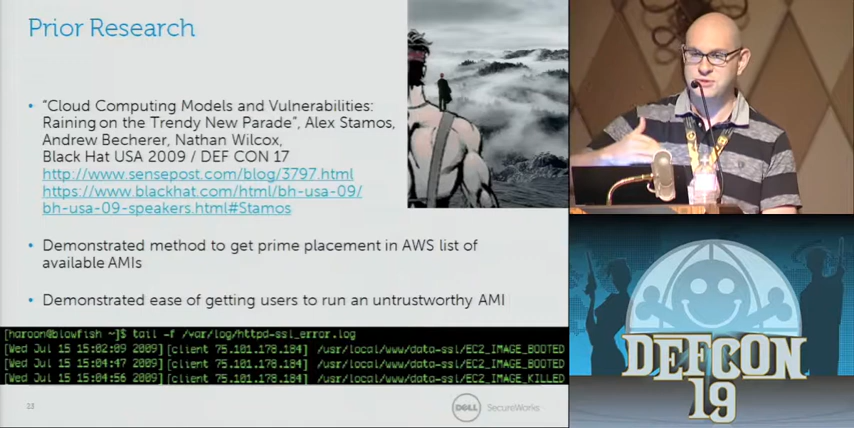 Prior Research
• "Cloud Computing Models and Vulnerabilities:
Raining on the Trendy New Parade", Alex Stamos,
Andrew Becherer, Nathan Wilcox,
Black Hat USA 2009 / DEF CON 17
http://www.sensepost.com/blog/3797.html
https://www.blackhat.com/html/bh-usa-09/
bh-usa-09-speakers.html#Stamos
• Demonstrated method to get prime placement in AWS list of
available AMIs
• Demonstrated ease of getting users to run an untrustworthy AMI
[haroon@blowfish ~]$ tail -f /var/log/httpd-ssl_error.log
[Wed Jul 15 15:02:09 2009] [client 75.101.178.184] /usr/local/www/data-ssl/EC2_IMAGE_BOOTED
[Wed Jul 15 15:04:47 2009] [client 75.101.178.184] /usr/local/www/data-ssl/EC2_IMAGE_BOOTED
[Wed Jul 15 15:04:56 2009] [client 75.101.178.184] /usr/local/www/data-ssl/EC2_IMAGE_KILLED
23
DELL SecureWorks
DEFCON
19